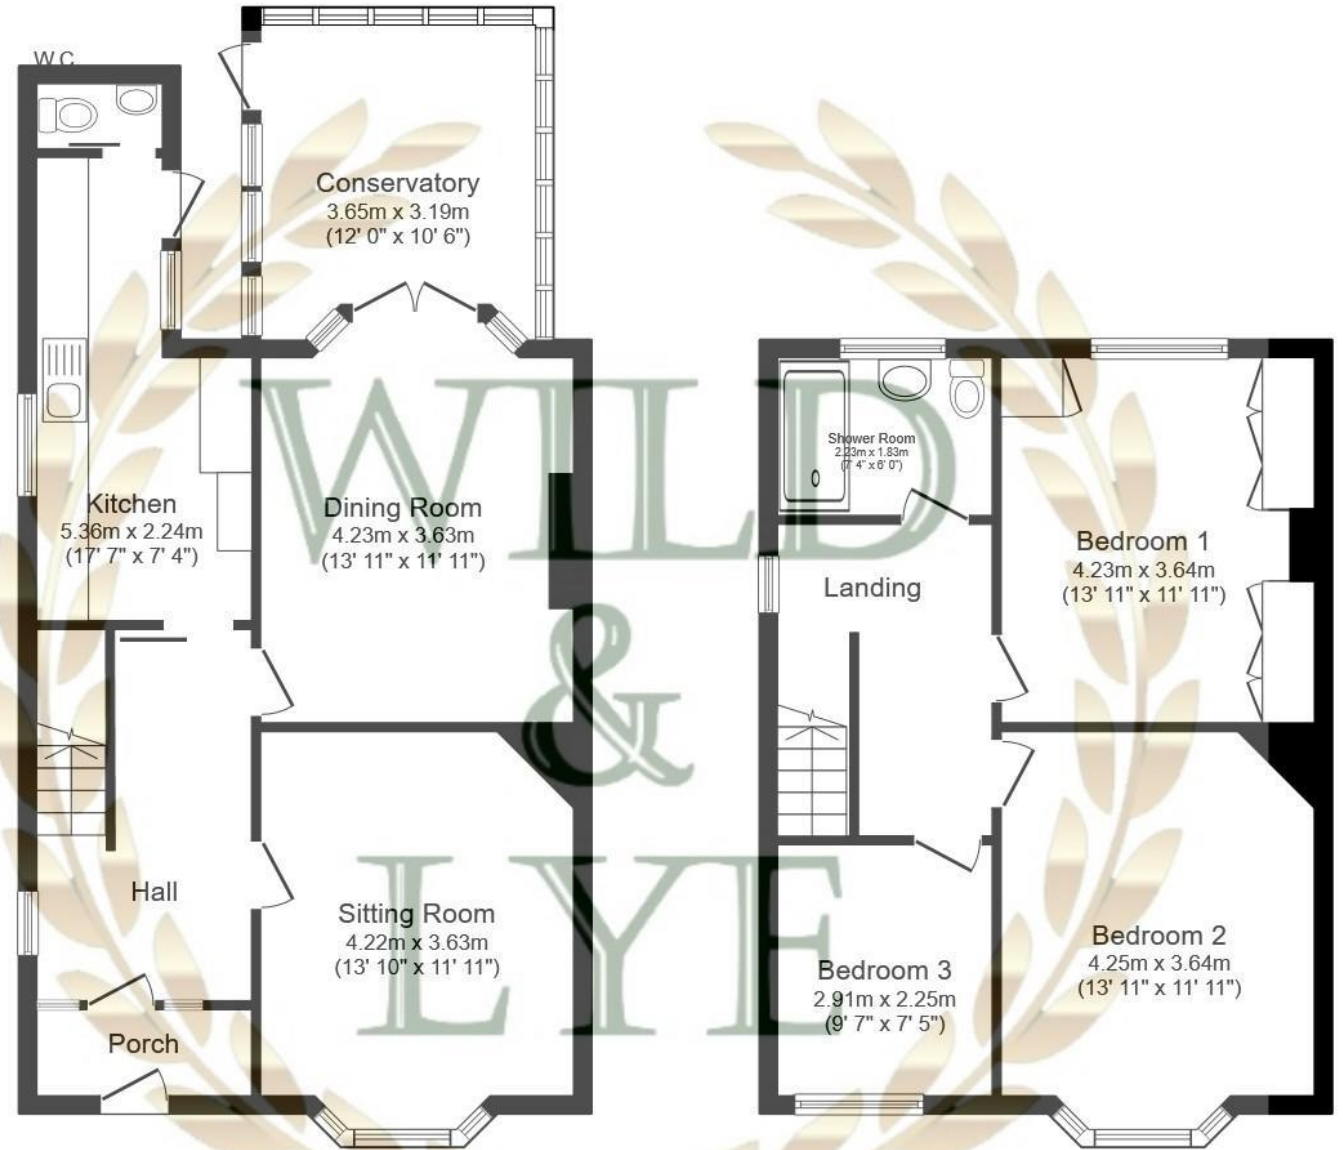 W.C
Conservatory
3.65m x 3.19m
(12' 0" x 10' 6")
Kitchen
5.36m x 2.24m
(17' 7" x 7' 4")
Dining Room
4.23m x 3.63m
(13' 11" x 11' 11")
Hall
Sitting Room
4.22m x 3.63m
(13' 10" x 11' 11")
Porch
Shower Room
2.23m x 1.83m
(7' 4" x 6' 0")
Landing
Bedroom 1
4.23m x 3.64m
(13' 11" x 11' 11")
Bedroom 2
4.25m x 3.64m
(13' 11" x 11' 11")
Bedroom 3
2.91m x 2.25m
(9' 7" x 7' 5")
WILD
&
LYE